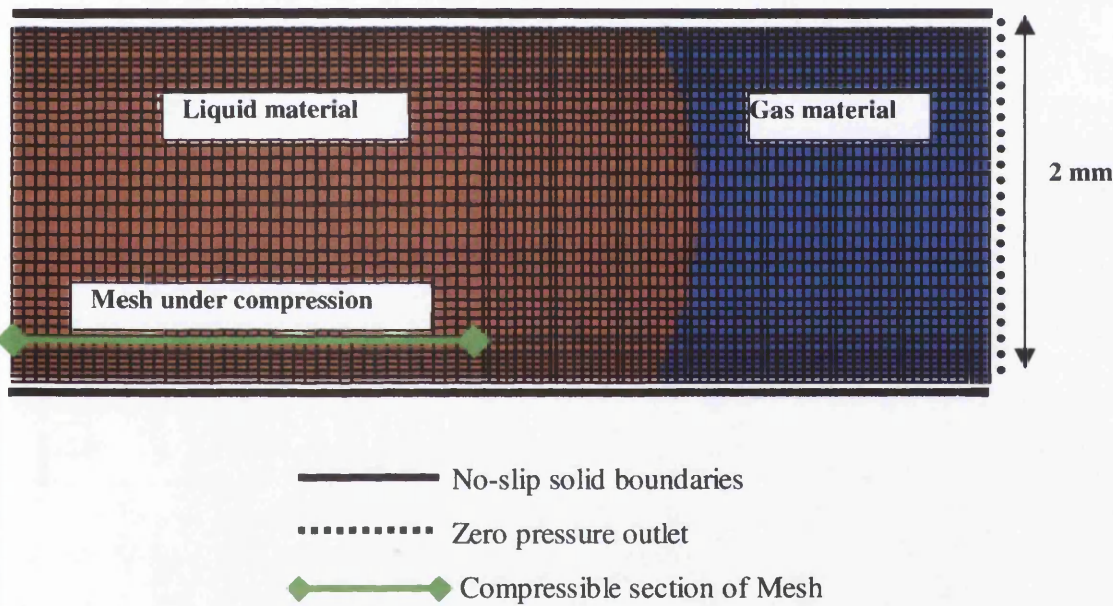 Liquid material
Gas material
2 mm
Mesh under compression
No-slip solid boundaries
Zero pressure outlet
Compressible section of Mesh